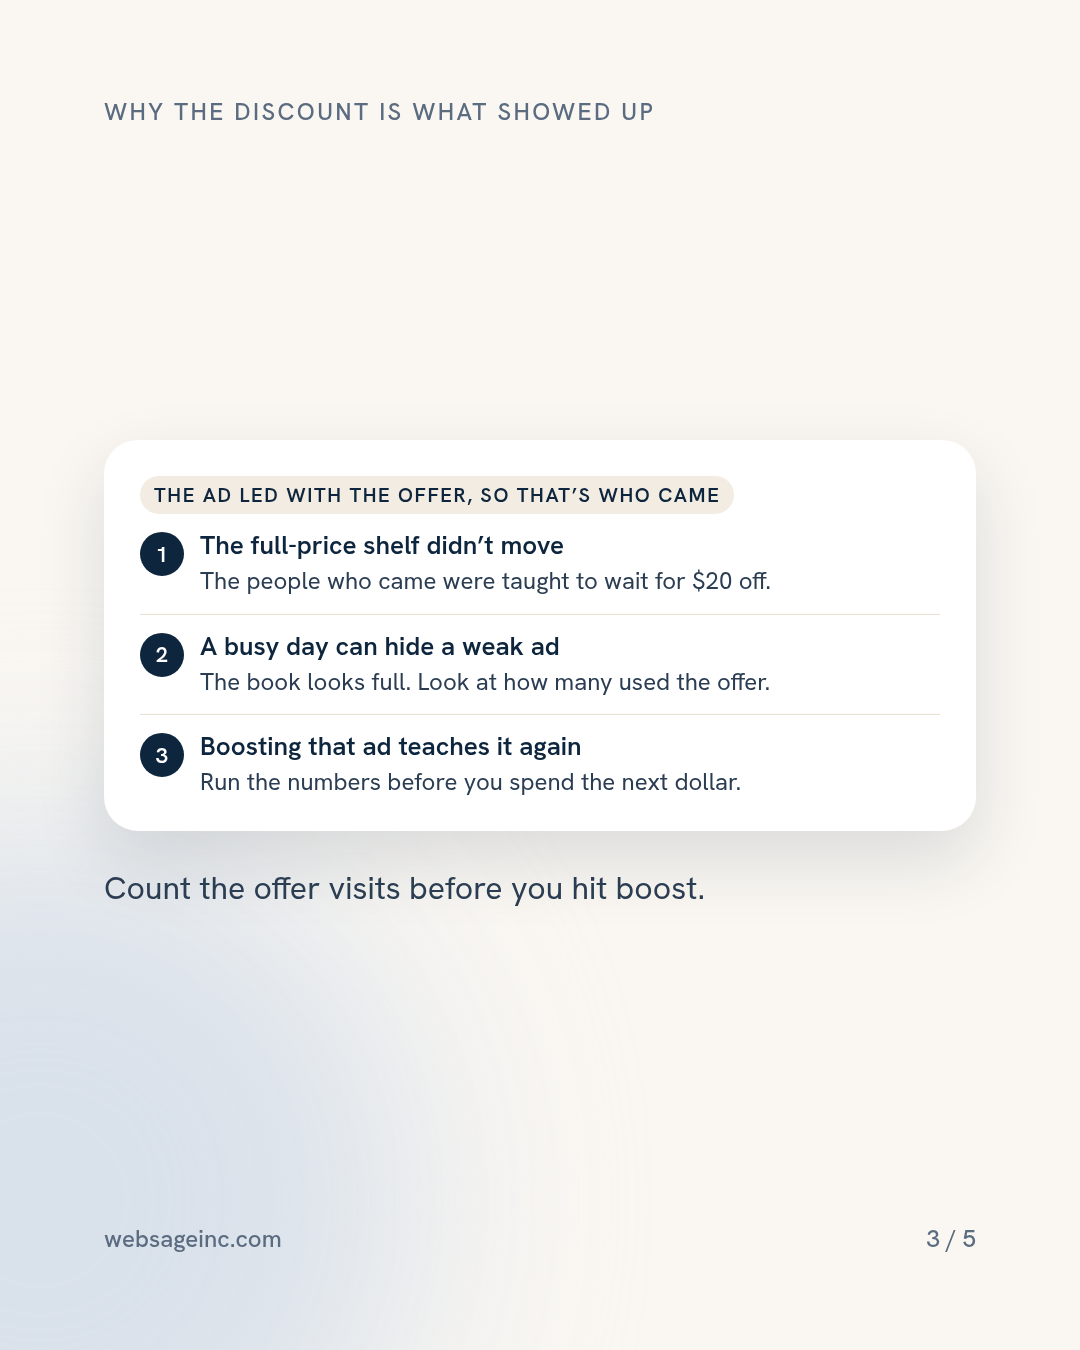 WHY THE DISCOUNT IS WHAT SHOWED UP
THE AD LED WITH THE OFFER, SO THAT’S WHO CAME
1
The full-price shelf didn’t move
The people who came were taught to wait for $20 off.
2
A busy day can hide a weak ad
The book looks full. Look at how many used the offer.
3
Boosting that ad teaches it again
Run the numbers before you spend the next dollar.
Count the offer visits before you hit boost.
websageinc.com
3 / 5